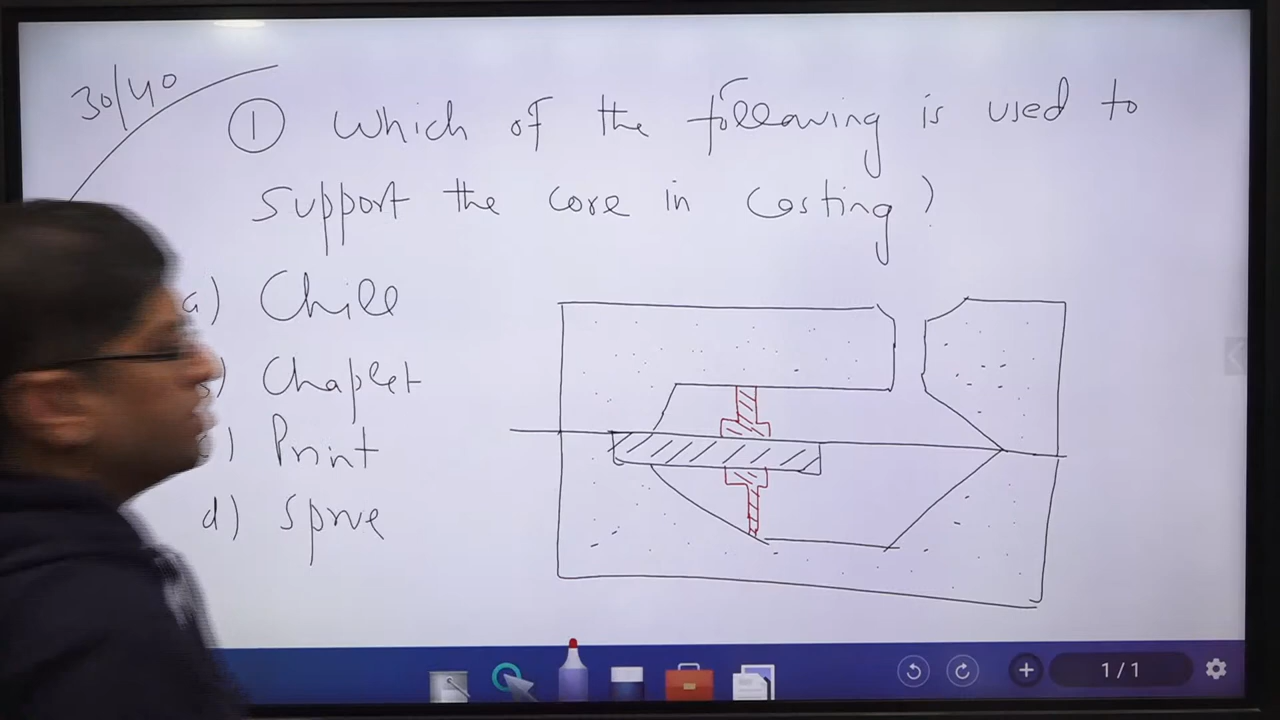 30/40
① Which of the following is used to
support the core in Casting ?
a) Chill
b) Chaplet
c) Print
d) Sprue
1/1